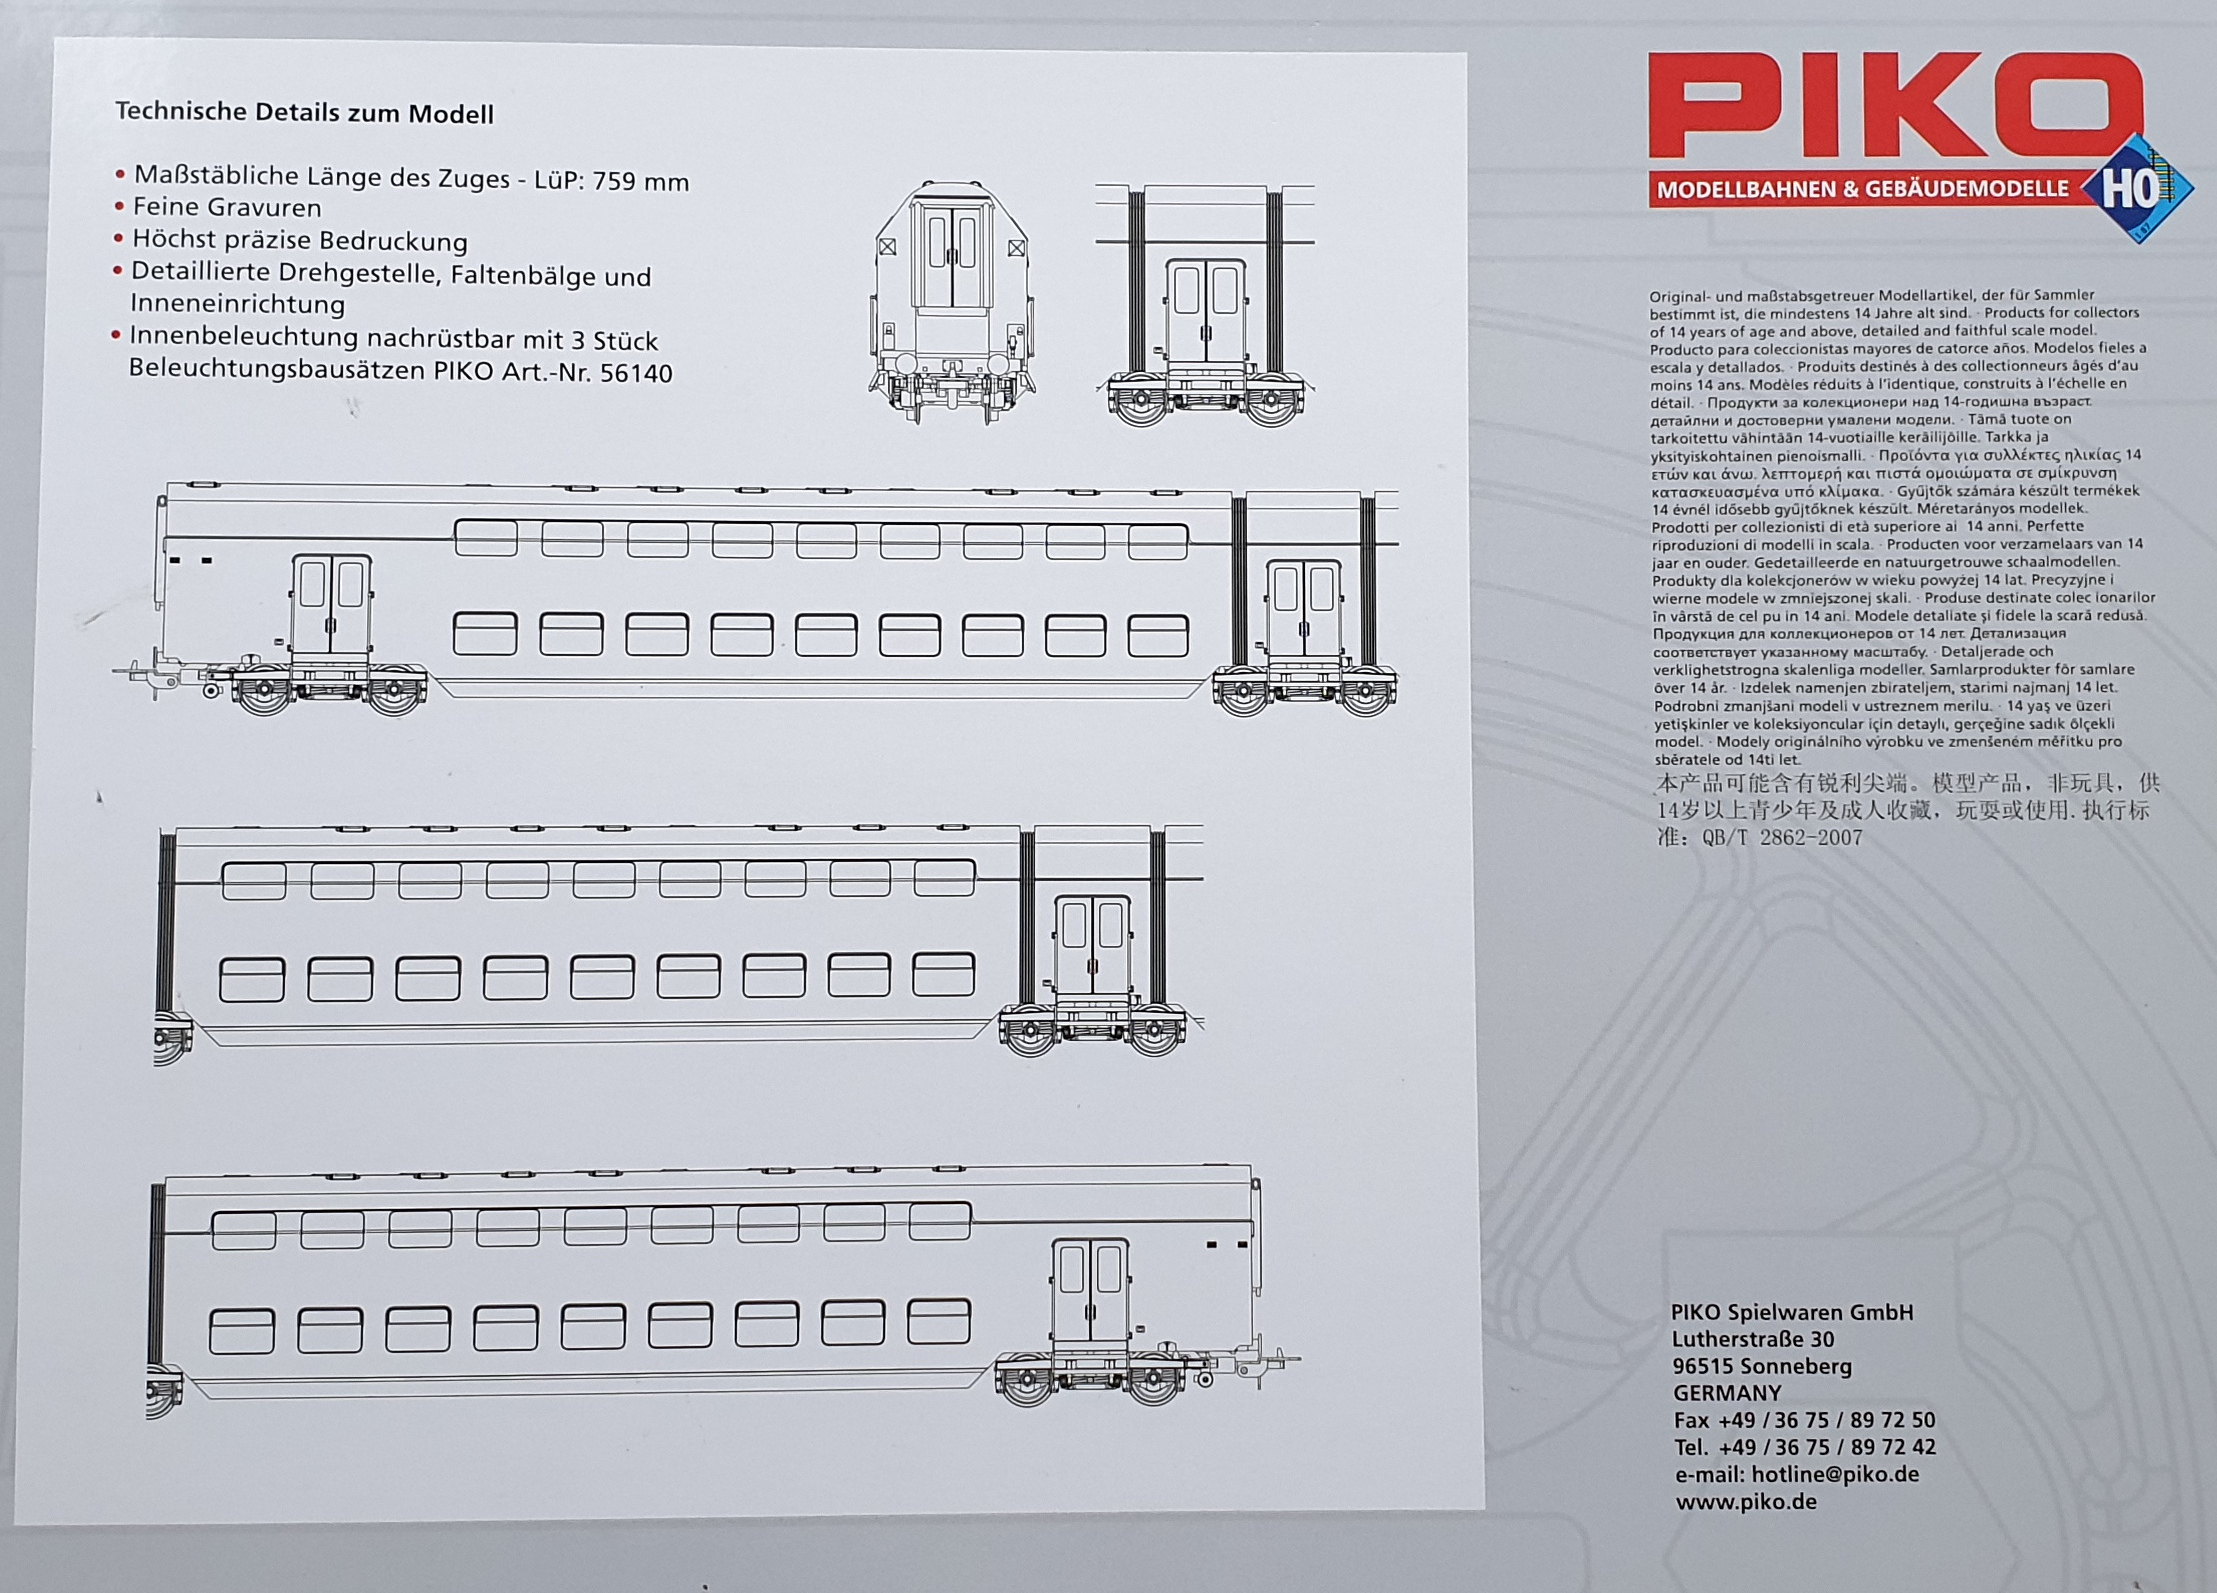 Technische Details zum Modell
• Maßstäbliche Länge des Zuges - LüP: 759 mm
• Feine Gravuren
• Höchst präzise Bedruckung
• Detaillierte Drehgestelle, Faltenbälge und
Inneneinrichtung
• Innenbeleuchtung nachrüstbar mit 3 Stück
Beleuchtungsbausätzen PIKO Art.-Nr. 56140
PIKO
MODELLBAHNEN & GEBÄUDEMODELLE
H0
1:87
Original- und maßstabsgetreuer Modellartikel, der für Sammler
bestimmt ist, die mindestens 14 Jahre alt sind. · Products for collectors
of 14 years of age and above, detailed and faithful scale model.
Producto para coleccionistas mayores de catorce años. Modelos fieles a
escala y detallados. · Produits destinés à des collectionneurs âgés d'au
moins 14 ans. Modèles réduits à l'identique, construits à l'échelle en
détail. · Продукти за колекционери над 14-годишна възраст.
детайлни и достоверни умалени модели. · Tämä tuote on
tarkoitettu vähintään 14-vuotiaille keräilijöille. Tarkka ja
yksityiskohtainen pienoismalli. · Προϊόντα για συλλέκτες ηλικίας 14
ετών και άνω. λεπτομερή και πιστά ομοιώματα σε σμίκρυνση
κατασκευασμένα υπό κλίμακα. · Gyűjtők számára készült termékek
14 évnél idősebb gyűjtőknek készült. Méretarányos modellek.
Prodotti per collezionisti di età superiore ai 14 anni. Perfette
riproduzioni di modelli in scala. · Producten voor verzamelaars van 14
jaar en ouder. Gedetailleerde en natuurgetrouwe schaalmodellen.
Produkty dla kolekcjonerów w wieku powyżej 14 lat. Precyzyjne i
wierne modele w zmniejszonej skali. · Produse destinate colec ionarilor
în vârstă de cel pu in 14 ani. Modele detaliate şi fidele la scară redusă.
Продукция для коллекционеров от 14 лет. Детализация
соответствует указанному масштабу. · Detaljerade och
verklighetstrogna skalenliga modeller. Samlarprodukter för samlare
över 14 år. · Izdelek namenjen zbirateljem, starimi najmanj 14 let.
Podrobni zmanjšani modeli v ustreznem merilu. · 14 yaş ve üzeri
yetişkinler ve koleksiyoncular için detaylı, gerçeğine sadık ölçekli
model. · Modely originálního výrobku ve zmenšeném měřítku pro
sběratele od 14ti let.
本产品可能含有锐利尖端。模型产品，非玩具，供
14岁以上青少年及成人收藏，玩耍或使用.执行标
准：QB/T 2862-2007
PIKO Spielwaren GmbH
Lutherstraße 30
96515 Sonneberg
GERMANY
Fax +49 / 36 75 / 89 72 50
Tel. +49 / 36 75 / 89 72 42
e-mail: hotline@piko.de
www.piko.de